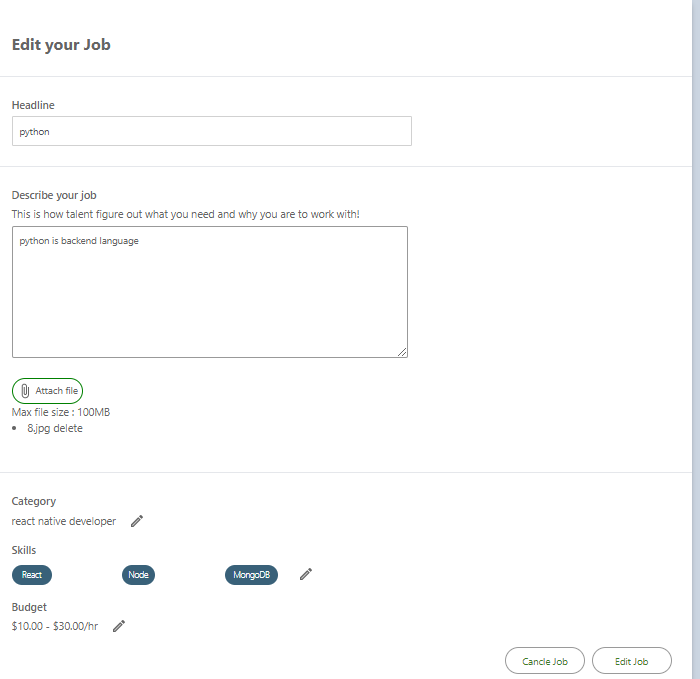 Edit your Job
Headline
python
Describe your job
This is how talent figure out what you need and why you are to work with!
python is backend language
Attach file
Max file size : 100MB
8.jpg delete
Category
react native developer
Skills
React Node MongoDB
Budget
$10.00 - $30.00/hr
Cancle Job Edit Job